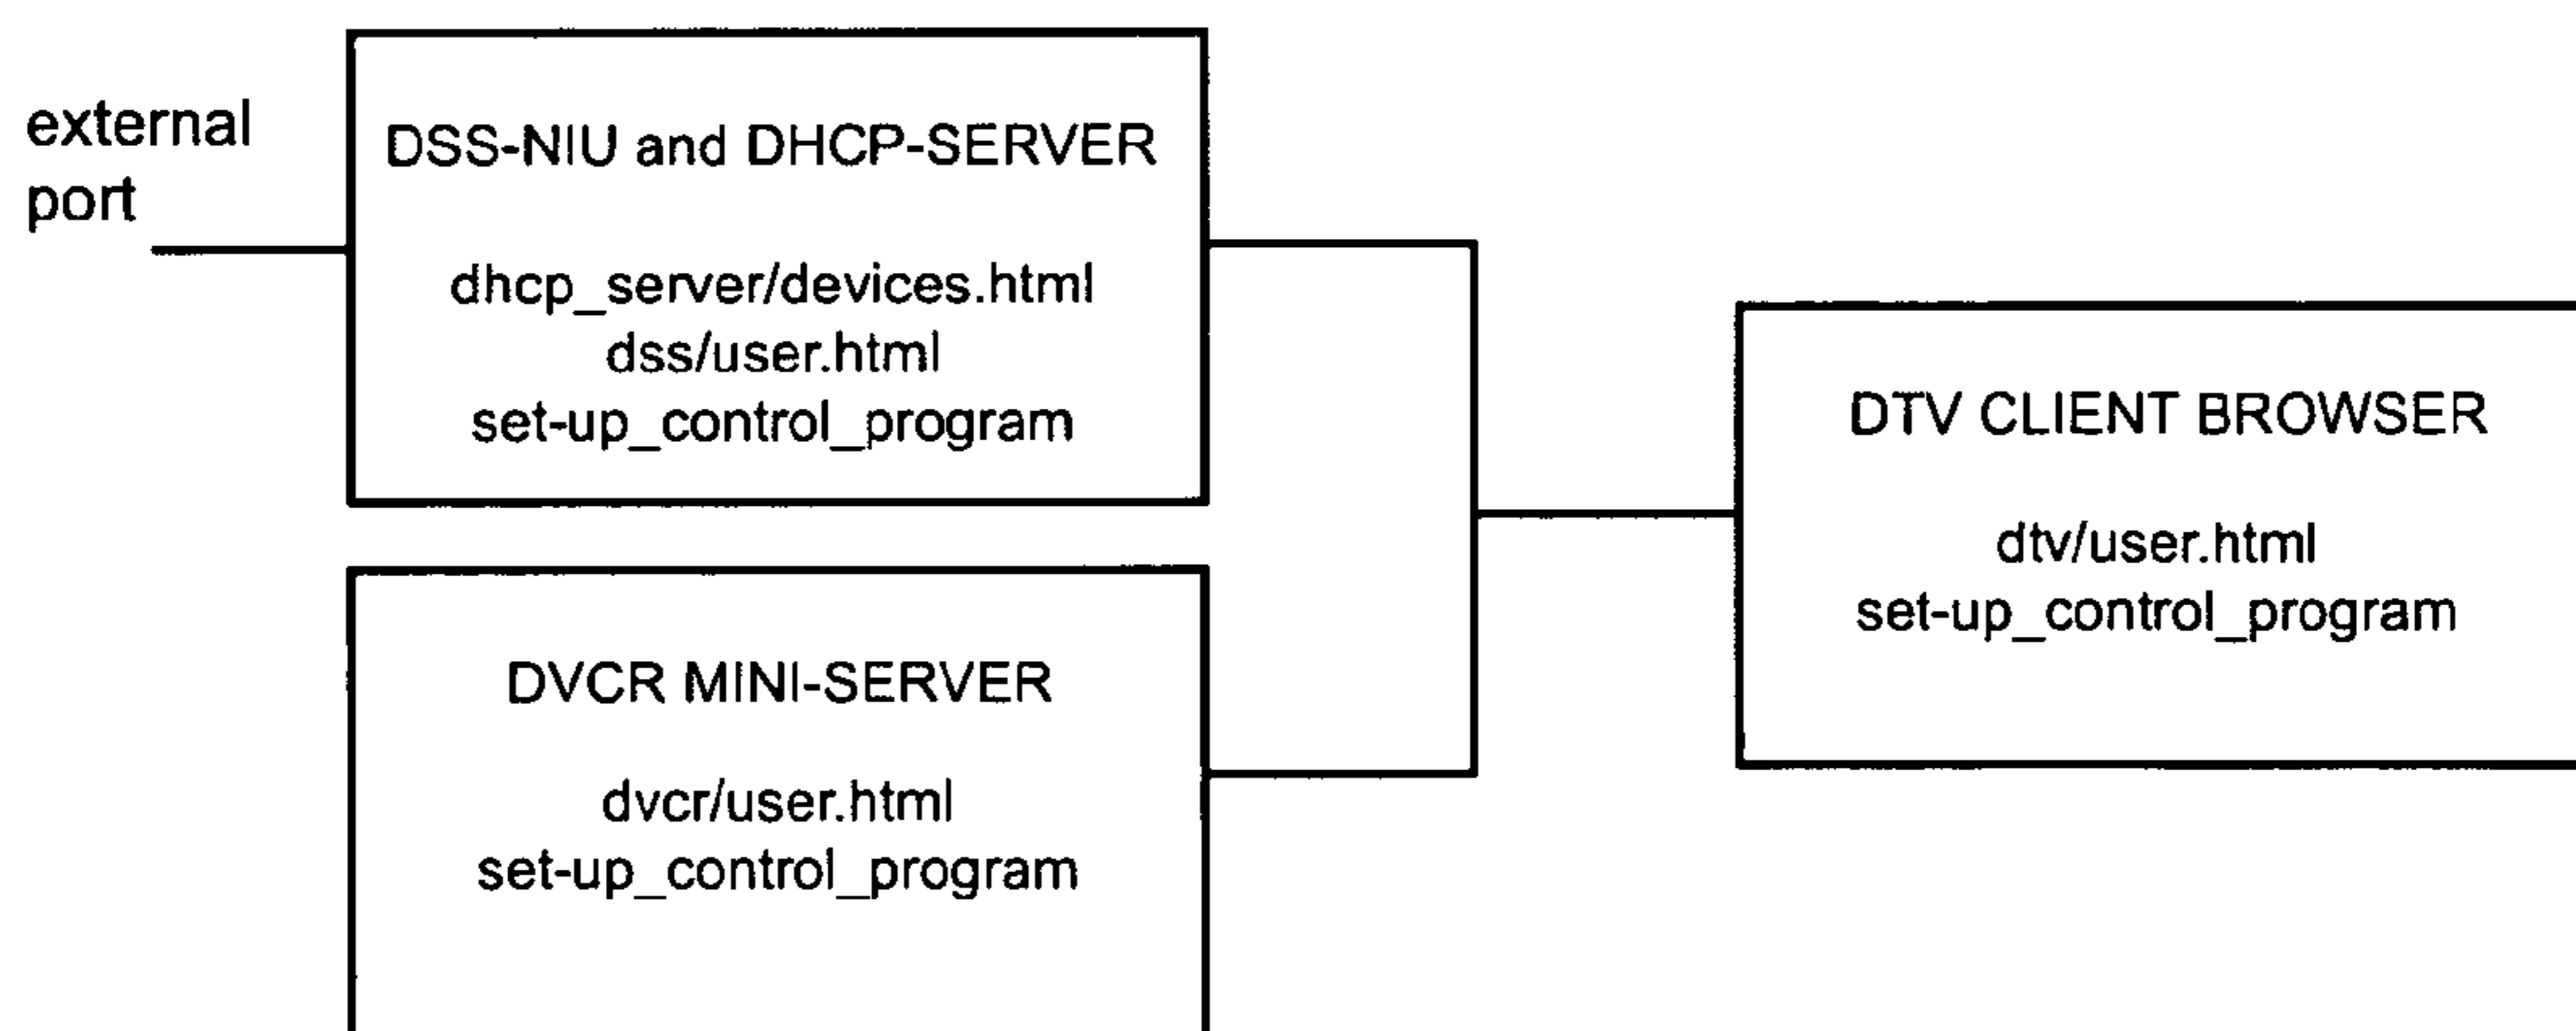 external
port
DSS-NIU and DHCP-SERVER
dhcp_server/devices.html
dss/user.html
set-up_control_program
DVCR MINI-SERVER
dvcr/user.html
set-up_control_program
DTV CLIENT BROWSER
dtv/user.html
set-up_control_program